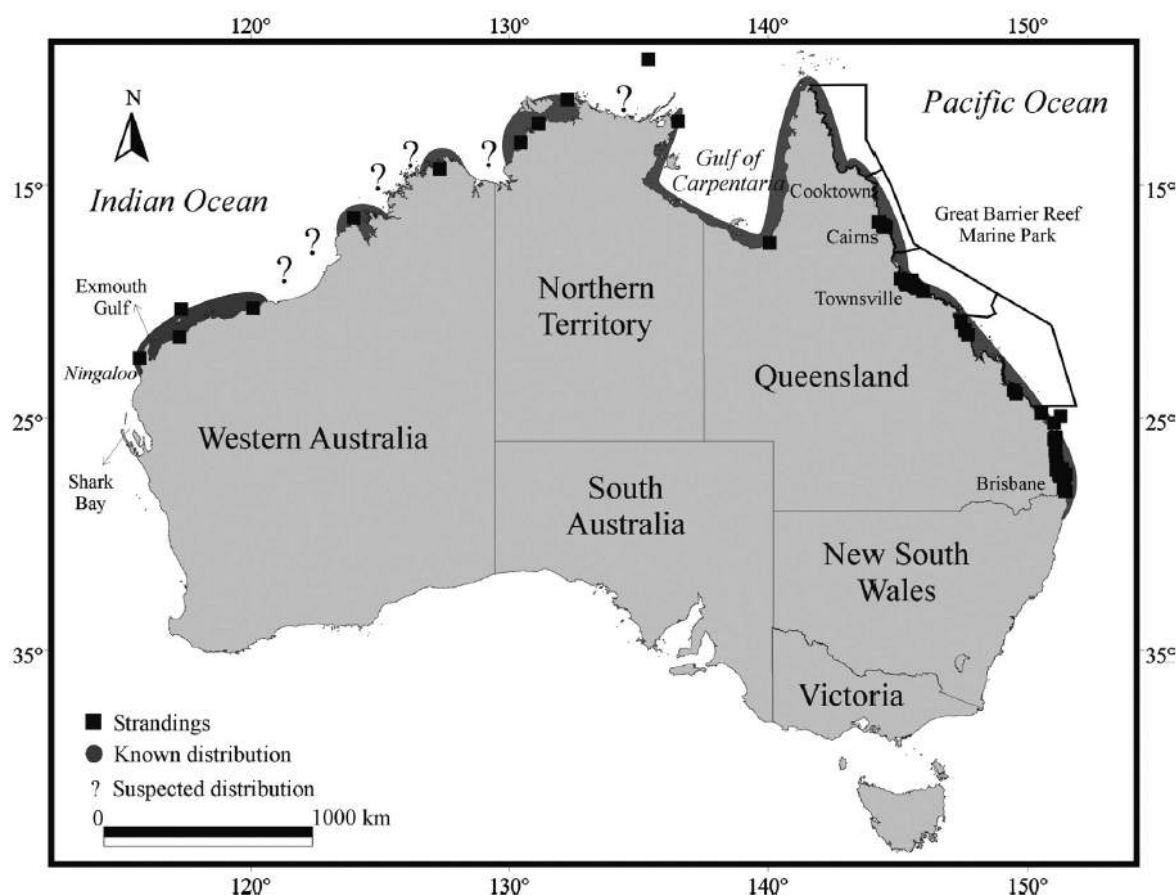 120°
130°
140°
150°
N
Pacific Ocean
?
?
?
?
Gulf of
Carpentaria
15°
15°
?
Indian Ocean
Cooktown
Great Barrier Reef
Marine Park
Cairns
?
?
Exmouth
Gulf
Northern
Territory
Townsville
Ningaloo
Queensland
25°
25°
Western Australia
Shark
Bay
South
Australia
Brisbane
New South
Wales
35°
35°
Victoria
Strandings
Known distribution
? Suspected distribution
0 1000 km
120°
130°
140°
150°